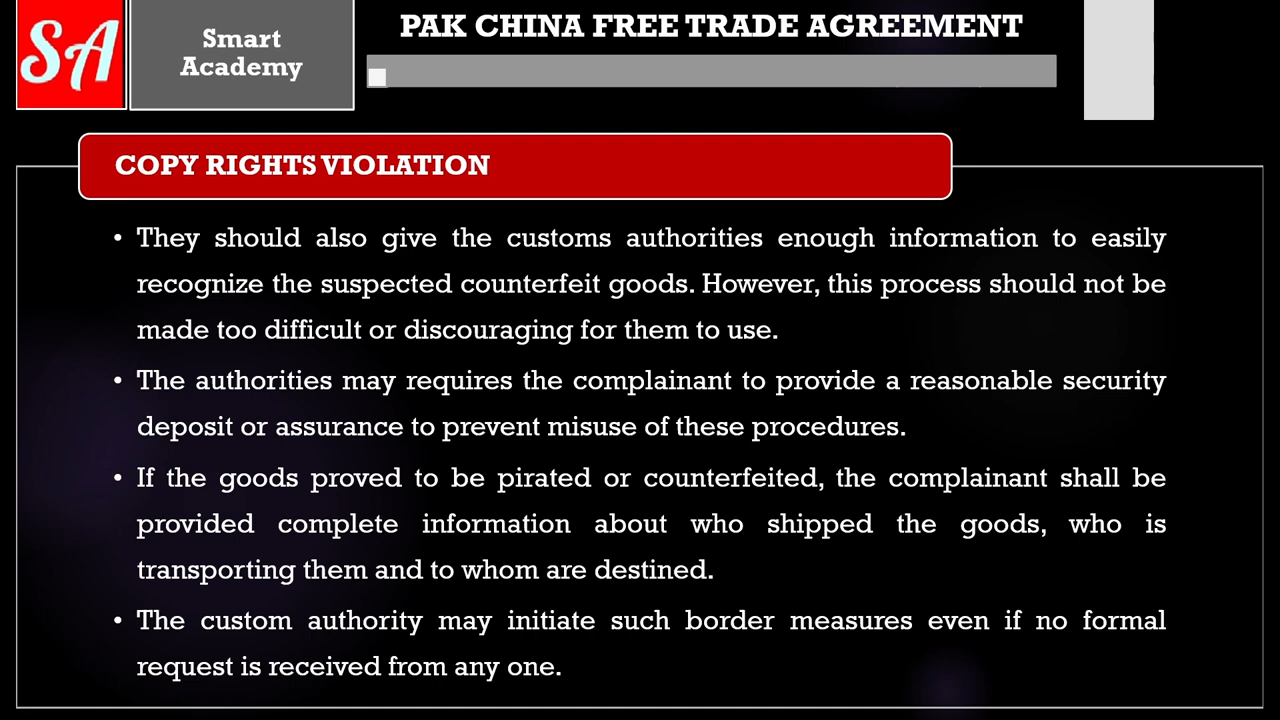 SA
Smart
Academy
PAK CHINA FREE TRADE AGREEMENT
COPY RIGHTS VIOLATION
• They should also give the customs authorities enough information to easily
recognize the suspected counterfeit goods. However, this process should not be
made too difficult or discouraging for them to use.
• The authorities may requires the complainant to provide a reasonable security
deposit or assurance to prevent misuse of these procedures.
• If the goods proved to be pirated or counterfeited, the complainant shall be
provided complete information about who shipped the goods, who is
transporting them and to whom are destined.
• The custom authority may initiate such border measures even if no formal
request is received from any one.